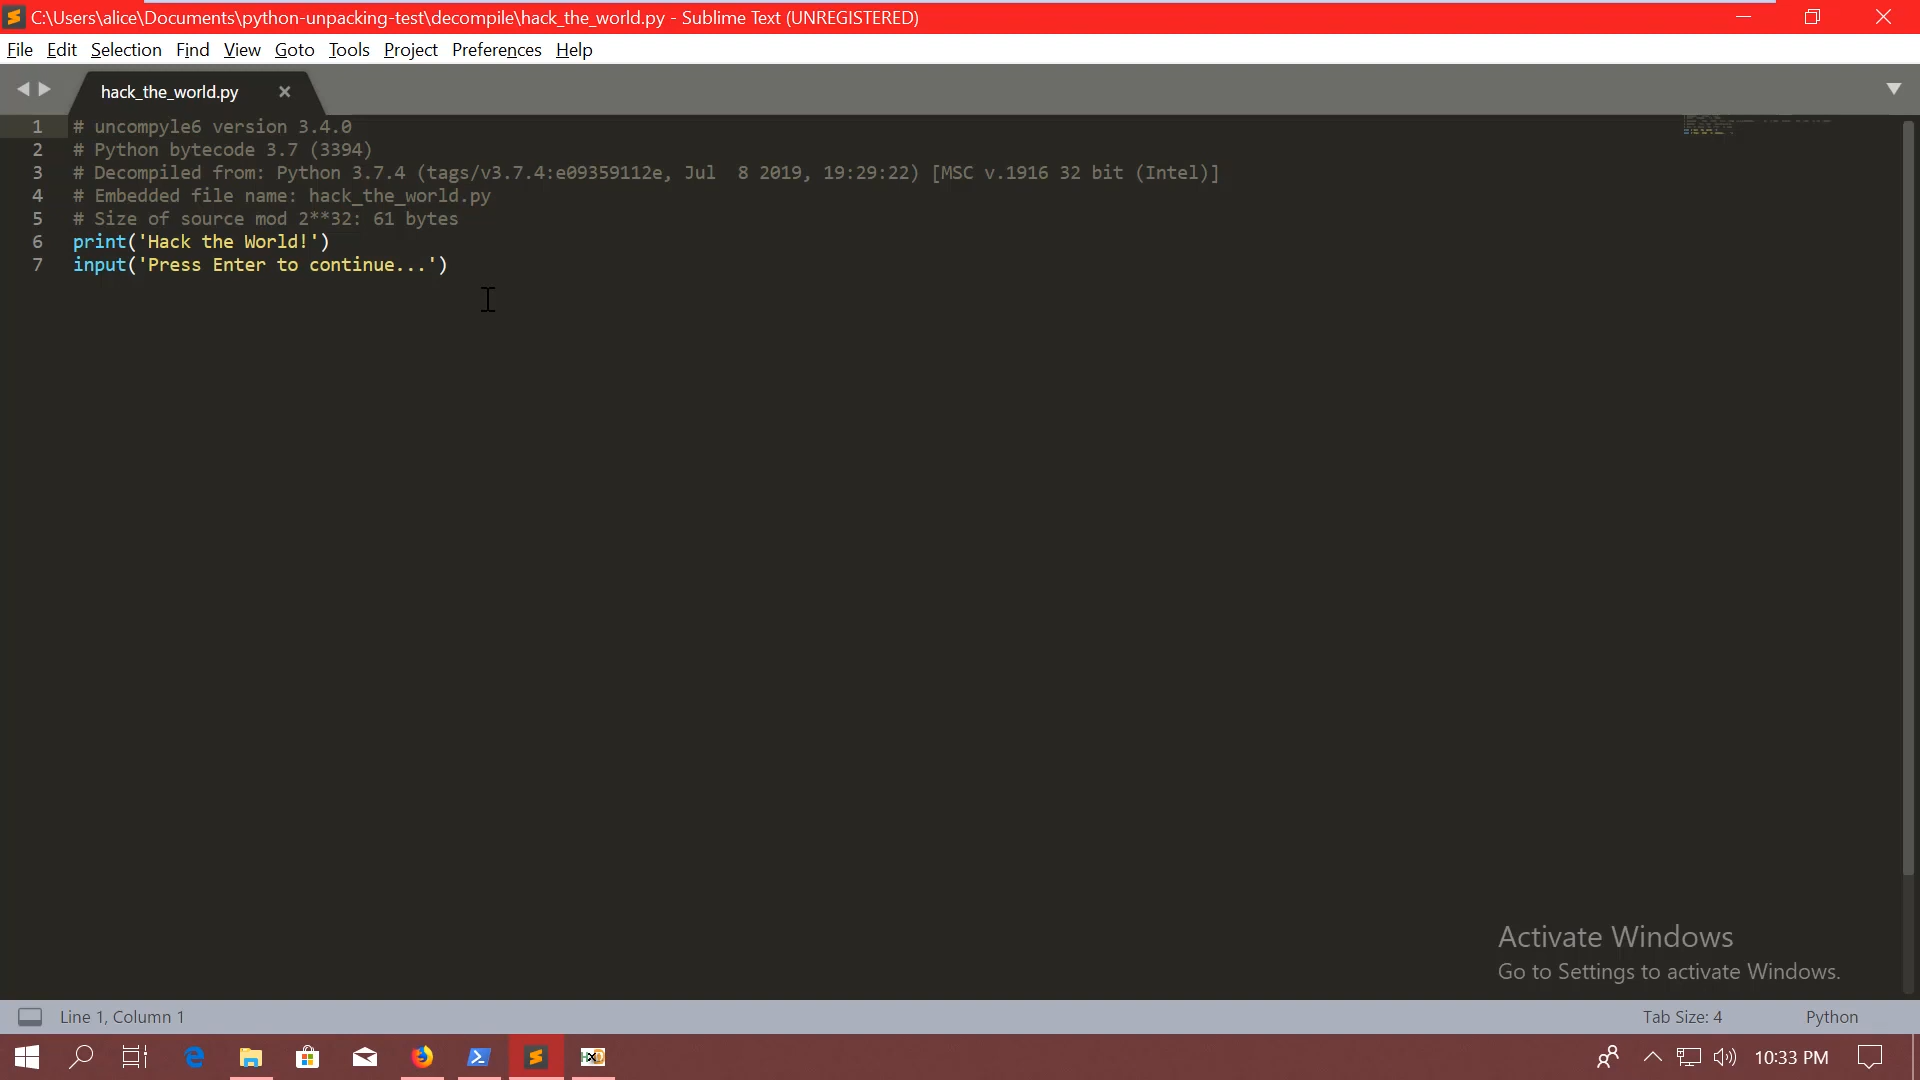 C:\Users\alice\Documents\python-unpacking-test\decompile\hack_the_world.py - Sublime Text (UNREGISTERED)
File Edit Selection Find View Goto Tools Project Preferences Help
hack_the_world.py
1 # uncompyle6 version 3.4.0
2 # Python bytecode 3.7 (3394)
3 # Decompiled from: Python 3.7.4 (tags/v3.7.4:e09359112e, Jul  8 2019, 19:29:22) [MSC v.1916 32 bit (Intel)]
4 # Embedded file name: hack_the_world.py
5 # Size of source mod 2**32: 61 bytes
6 print('Hack the World!')
7 input('Press Enter to continue...')
Activate Windows
Go to Settings to activate Windows.
Line 1, Column 1 Tab Size: 4 Python
10:33 PM